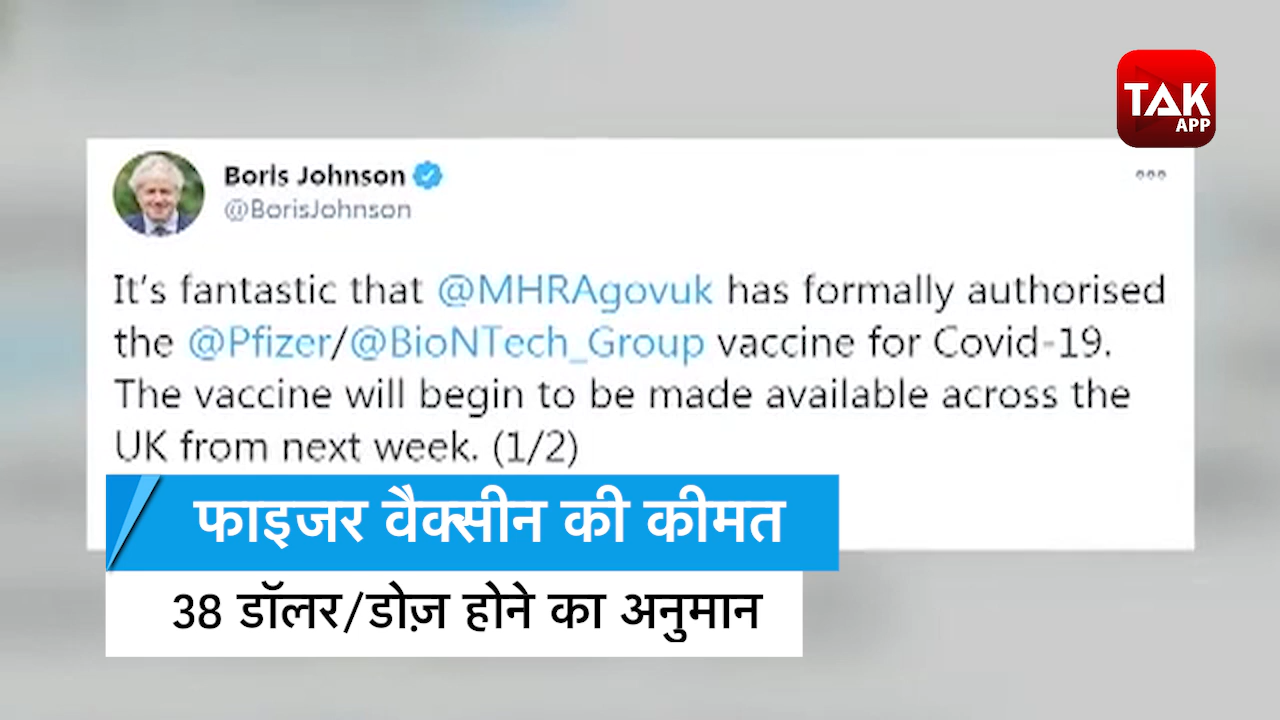 TAK
APP
Boris Johnson
@BorisJohnson
It's fantastic that @MHRAgovuk has formally authorised
the @Pfizer/@BioNTech_Group vaccine for Covid-19.
The vaccine will begin to be made available across the
UK from next week. (1/2)
फाइजर वैक्सीन की कीमत
38 डॉलर/डोज़ होने का अनुमान